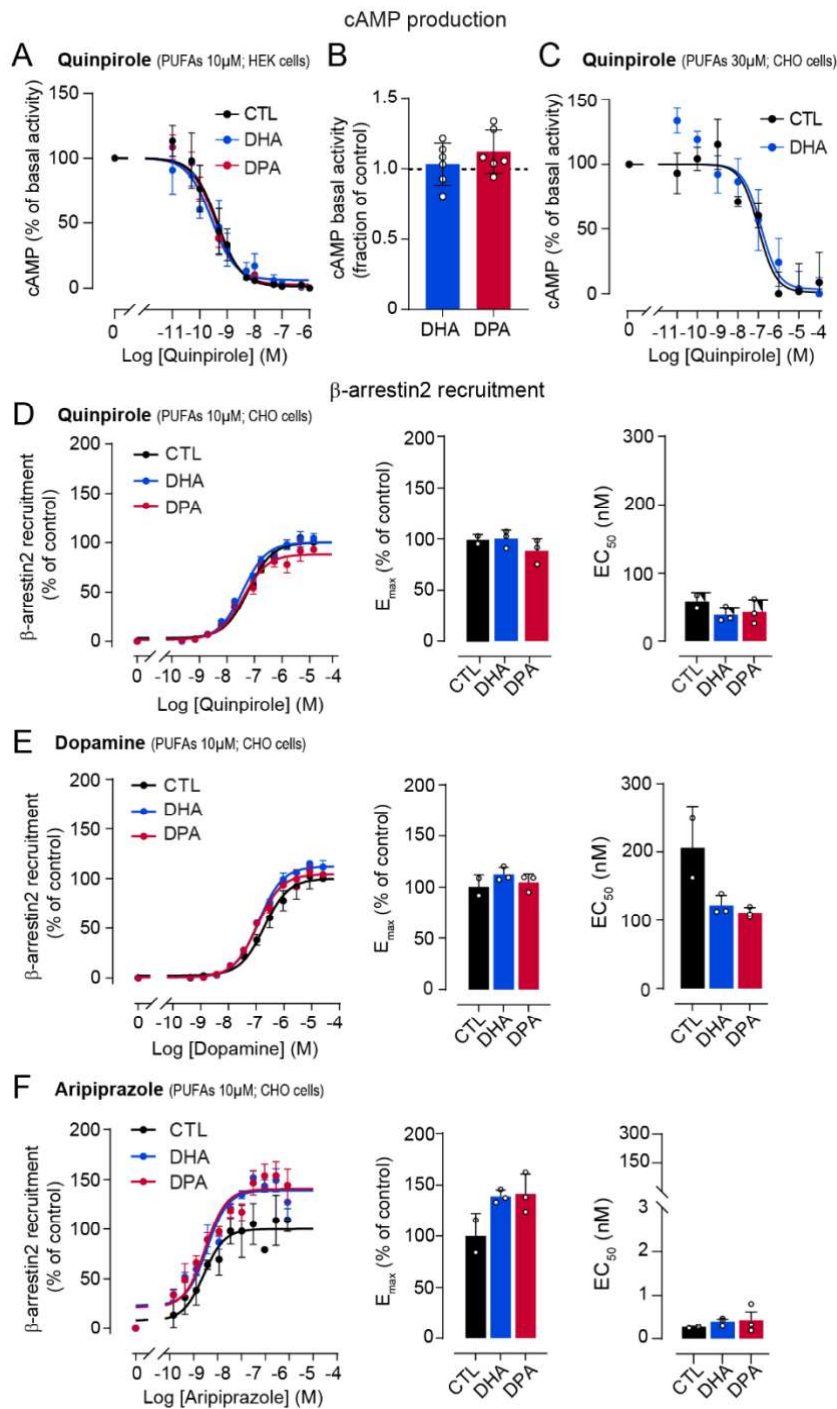 cAMP production
A Quinpirole (PUFAs 10µM; HEK cells)
cAMP (% of basal activity)
150
100
50
0
CTL
DHA
DPA
0 -11 -10 -9 -8 -7 -6
Log [Quinpirole] (M)
B
cAMP basal activity
(fraction of control)
1.5
1.0
0.5
0
DHA DPA
C Quinpirole (PUFAs 30µM; CHO cells)
cAMP (% of basal activity)
150
100
50
0
CTL
DHA
0 -11 -10 -9 -8 -7 -6 -5 -4
Log [Quinpirole] (M)
β-arrestin2 recruitment
D Quinpirole (PUFAs 10µM; CHO cells)
β-arrestin2 recruitment
(% of control)
200
150
100
50
0
CTL
DHA
DPA
0 -10 -9 -8 -7 -6 -5 -4
Log [Quinpirole] (M)
Emax (% of control)
200
150
100
50
0
CTL DHA DPA
EC50 (nM)
300
200
100
0
CTL DHA DPA
E Dopamine (PUFAs 10µM; CHO cells)
β-arrestin2 recruitment
(% of control)
200
150
100
50
0
CTL
DHA
DPA
0 -10 -9 -8 -7 -6 -5 -4
Log [Dopamine] (M)
Emax (% of control)
200
150
100
50
0
CTL DHA DPA
EC50 (nM)
300
200
100
0
CTL DHA DPA
F Aripiprazole (PUFAs 10µM; CHO cells)
β-arrestin2 recruitment
(% of control)
200
150
100
50
0
CTL
DHA
DPA
0 -10 -9 -8 -7 -6 -5 -4
Log [Aripiprazole] (M)
Emax (% of control)
200
150
100
50
0
CTL DHA DPA
EC50 (nM)
300
150
3
2
1
0
CTL DHA DPA